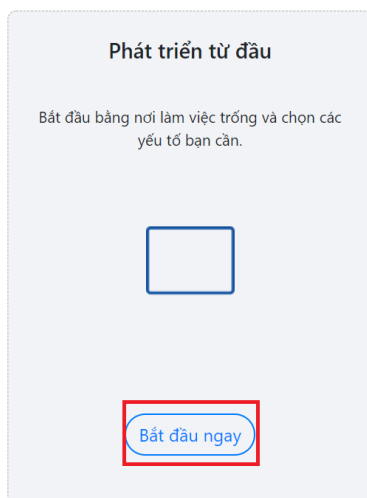 Phát triển từ đầu
Bắt đầu bằng nơi làm việc trống và chọn các
yếu tố bạn cần.
Bắt đầu ngay